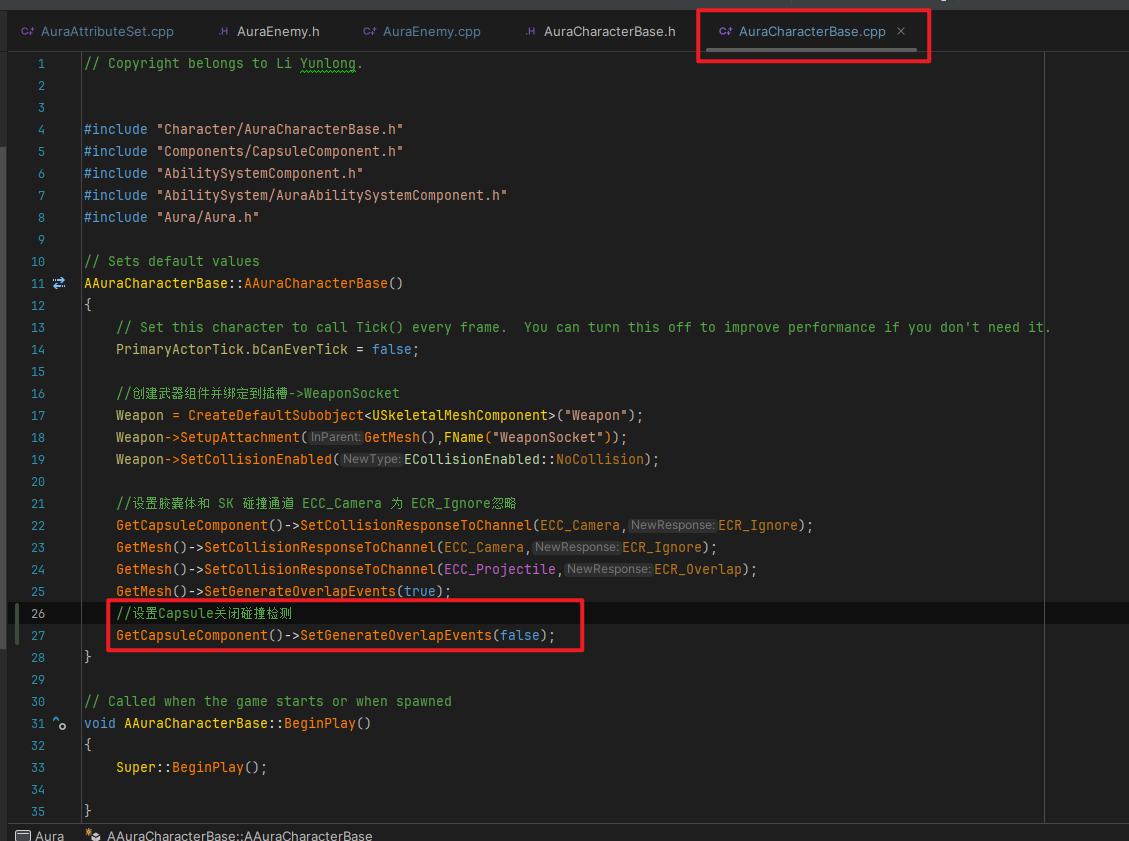 AuraAttributeSet.cpp .H AuraEnemy.h AuraEnemy.cpp .H AuraCharacterBase.h AuraCharacterBase.cpp ×
1 // Copyright belongs to Li Yunlong.
2
3
4 #include "Character/AuraCharacterBase.h"
5 #include "Components/CapsuleComponent.h"
6 #include "AbilitySystemComponent.h"
7 #include "AbilitySystem/AuraAbilitySystemComponent.h"
8 #include "Aura/Aura.h"
9
10 // Sets default values
11 AAuraCharacterBase::AAuraCharacterBase()
12 {
13 // Set this character to call Tick() every frame.  You can turn this off to improve performance if you don't need it.
14 PrimaryActorTick.bCanEverTick = false;
15
16 //创建武器组件并绑定到插槽->WeaponSocket
17 Weapon = CreateDefaultSubobject<USkeletalMeshComponent>("Weapon");
18 Weapon->SetupAttachment( InParent: GetMesh(),FName("WeaponSocket"));
19 Weapon->SetCollisionEnabled( NewType: ECollisionEnabled::NoCollision);
20
21 //设置胶囊体和 SK 碰撞通道 ECC_Camera 为 ECR_Ignore忽略
22 GetCapsuleComponent()->SetCollisionResponseToChannel(ECC_Camera, NewResponse: ECR_Ignore);
23 GetMesh()->SetCollisionResponseToChannel(ECC_Camera, NewResponse: ECR_Ignore);
24 GetMesh()->SetCollisionResponseToChannel(ECC_Projectile, NewResponse: ECR_Overlap);
25 GetMesh()->SetGenerateOverlapEvents(true);
26 //设置Capsule关闭碰撞检测
27 GetCapsuleComponent()->SetGenerateOverlapEvents(false);
28 }
29
30 // Called when the game starts or when spawned
31 void AAuraCharacterBase::BeginPlay()
32 {
33 Super::BeginPlay();
34
35 }
Aura AAuraCharacterBase::AAuraCharacterBase